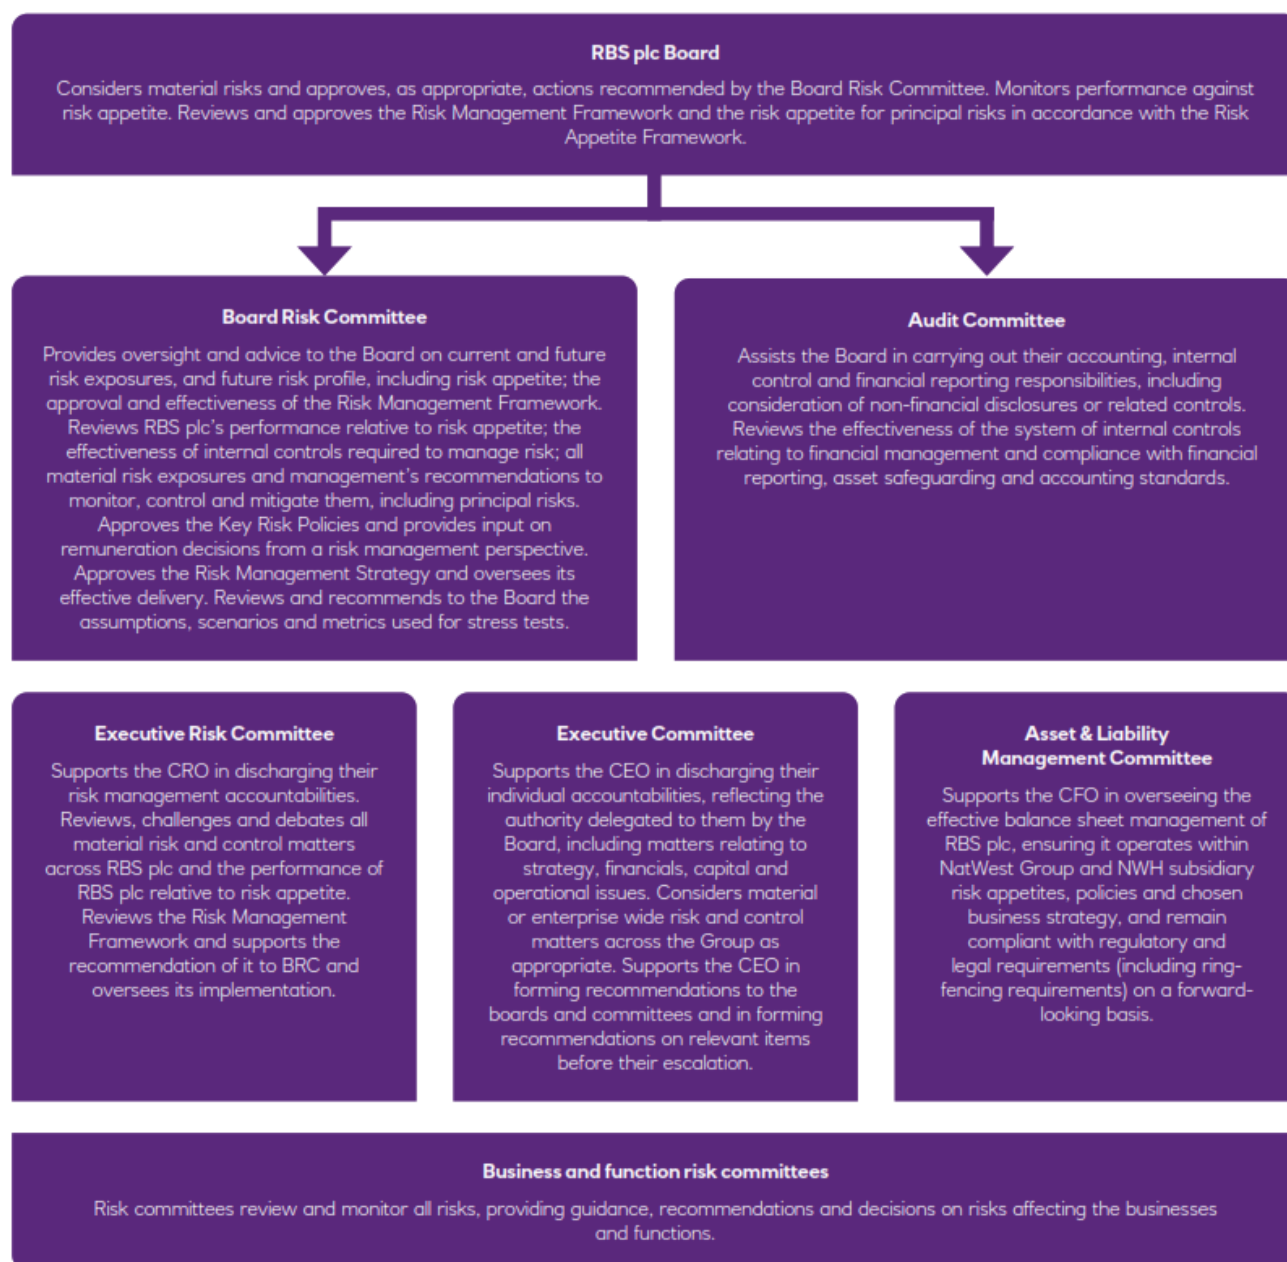 RBS plc Board
Considers material risks and approves, as appropriate, actions recommended by the Board Risk Committee. Monitors performance against
risk appetite. Reviews and approves the Risk Management Framework and the risk appetite for principal risks in accordance with the Risk
Appetite Framework.
Board Risk Committee
Provides oversight and advice to the Board on current and future
risk exposures, and future risk profile, including risk appetite; the
approval and effectiveness of the Risk Management Framework.
Reviews RBS plc's performance relative to risk appetite; the
effectiveness of internal controls required to manage risk; all
material risk exposures and management's recommendations to
monitor, control and mitigate them, including principal risks.
Approves the Key Risk Policies and provides input on
remuneration decisions from a risk management perspective.
Approves the Risk Management Strategy and oversees its
effective delivery. Reviews and recommends to the Board the
assumptions, scenarios and metrics used for stress tests.
Audit Committee
Assists the Board in carrying out their accounting, internal
control and financial reporting responsibilities, including
consideration of non-financial disclosures or related controls.
Reviews the effectiveness of the system of internal controls
relating to financial management and compliance with financial
reporting, asset safeguarding and accounting standards.
Executive Risk Committee
Supports the CRO in discharging their
risk management accountabilities.
Reviews, challenges and debates all
material risk and control matters
across RBS plc and the performance of
RBS plc relative to risk appetite.
Reviews the Risk Management
Framework and supports the
recommendation of it to BRC and
oversees its implementation.
Executive Committee
Supports the CEO in discharging their
individual accountabilities, reflecting the
authority delegated to them by the
Board, including matters relating to
strategy, financials, capital and
operational issues. Considers material
or enterprise wide risk and control
matters across the Group as
appropriate. Supports the CEO in
forming recommendations to the
boards and committees and in forming
recommendations on relevant items
before their escalation.
Asset & Liability
Management Committee
Supports the CFO in overseeing the
effective balance sheet management of
RBS plc, ensuring it operates within
NatWest Group and NWH subsidiary
risk appetites, policies and chosen
business strategy, and remain
compliant with regulatory and
legal requirements (including ring-
fencing requirements) on a forward-
looking basis.
Business and function risk committees
Risk committees review and monitor all risks, providing guidance, recommendations and decisions on risks affecting the businesses
and functions.